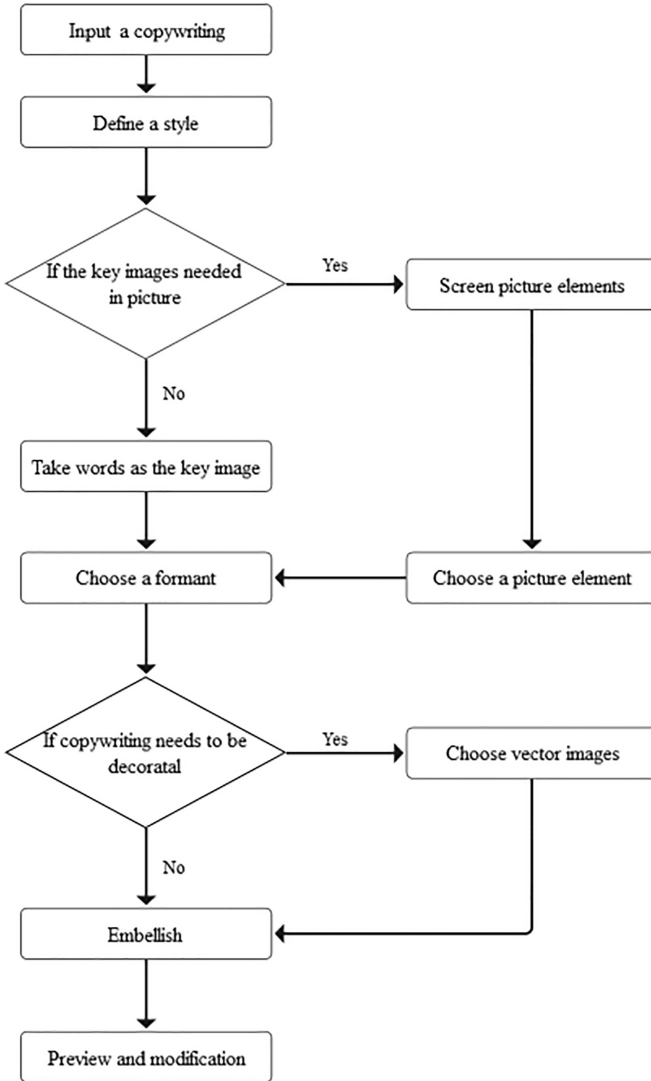 Input a copywriting
Define a style
If the key images needed
in picture
Yes
Screen picture elements
No
Take words as the key image
Choose a formant
Choose a picture element
If copywriting needs to be
decoratal
Yes
Choose vector images
No
Embellish
Preview and modification